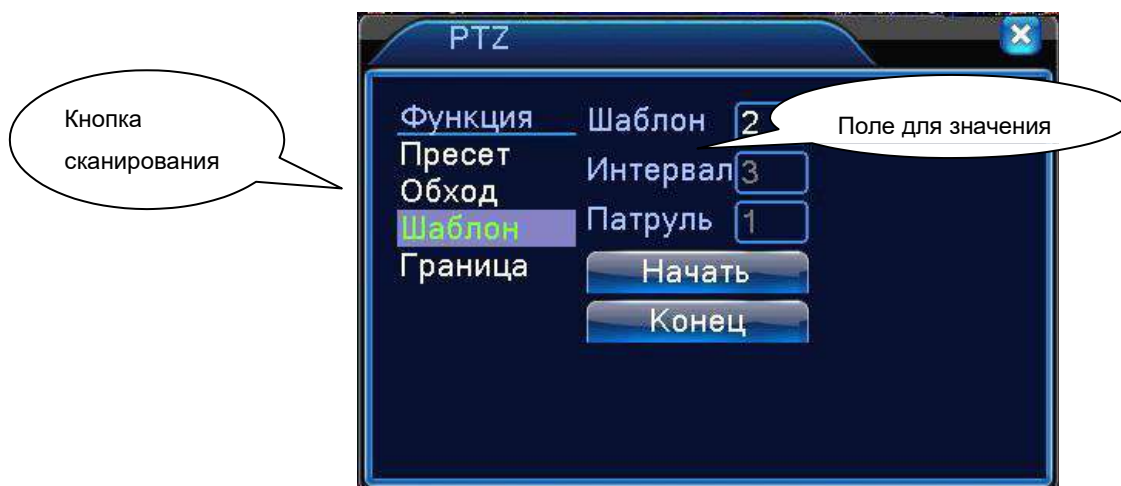 PTZ
Кнопка
сканирования
Функция
Пресет
Обход
Шаблон
Граница
Шаблон 2
Интервал 3
Патруль 1
Начать
Конец
Поле для значения